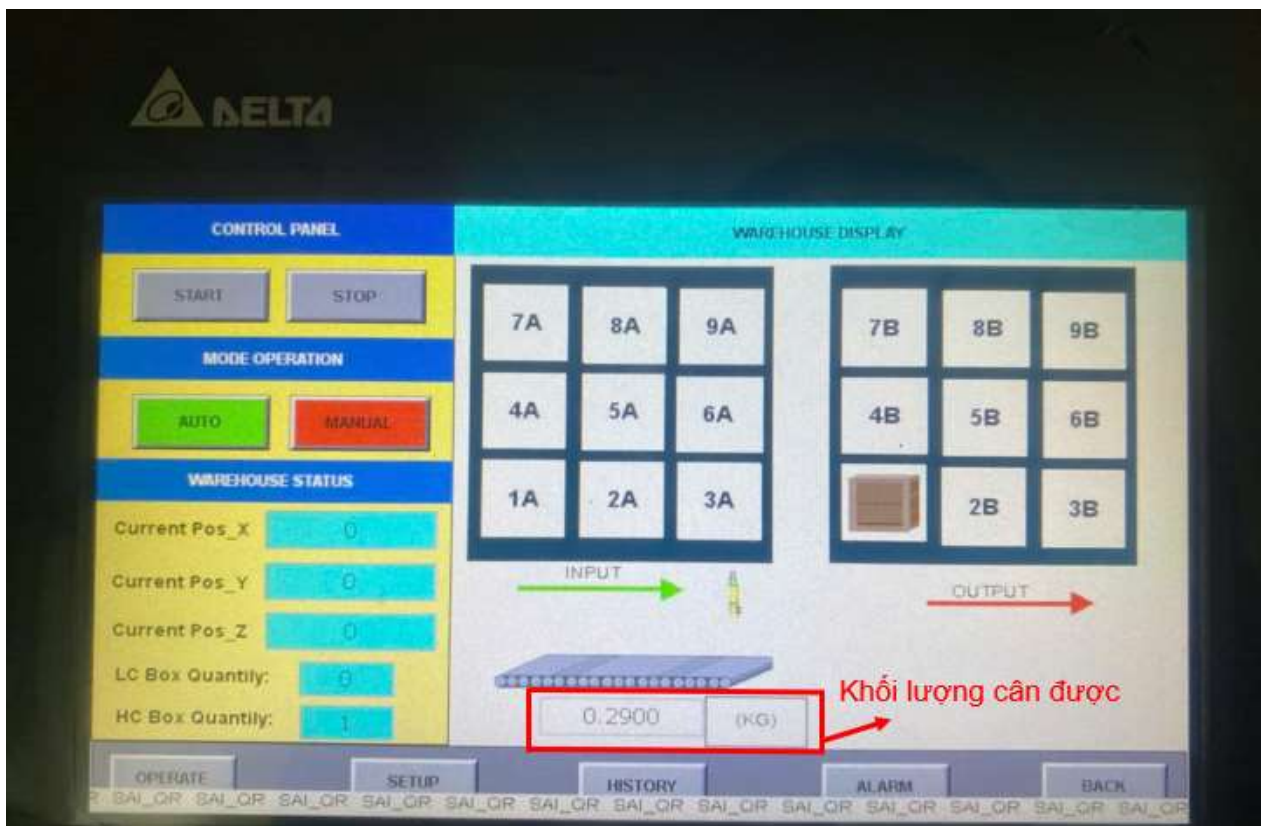 DELTA
CONTROL PANEL
WAREHOUSE DISPLAY
START STOP
MODE OPERATION
AUTO MANUAL
WAREHOUSE STATUS
Current Pos_X 0
Current Pos_Y 0
Current Pos_Z 0
LC Box Quantily: 0
HC Box Quantily: 1
7A 8A 9A
4A 5A 6A
1A 2A 3A
7B 8B 9B
4B 5B 6B
2B 3B
INPUT
OUTPUT
Khối lượng cân được
0.2900 (KG)
OPERATE SETUP HISTORY ALARM BACK
SAI_QR SAI_QR SAI_QR SAI_QR SAI_QR SAI_QR SAI_QR SAI_QR SAI_QR SAI_QR SAI_QR SAI_QR SAI_QR